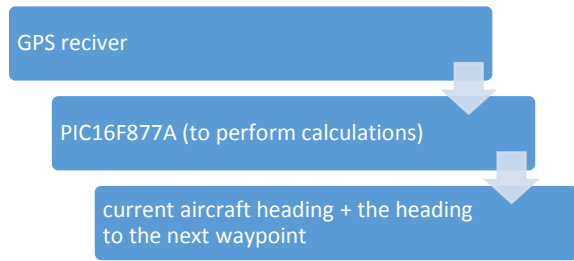 GPS reciver
PIC16F877A (to perform calculations)
current aircraft heading + the heading
to the next waypoint